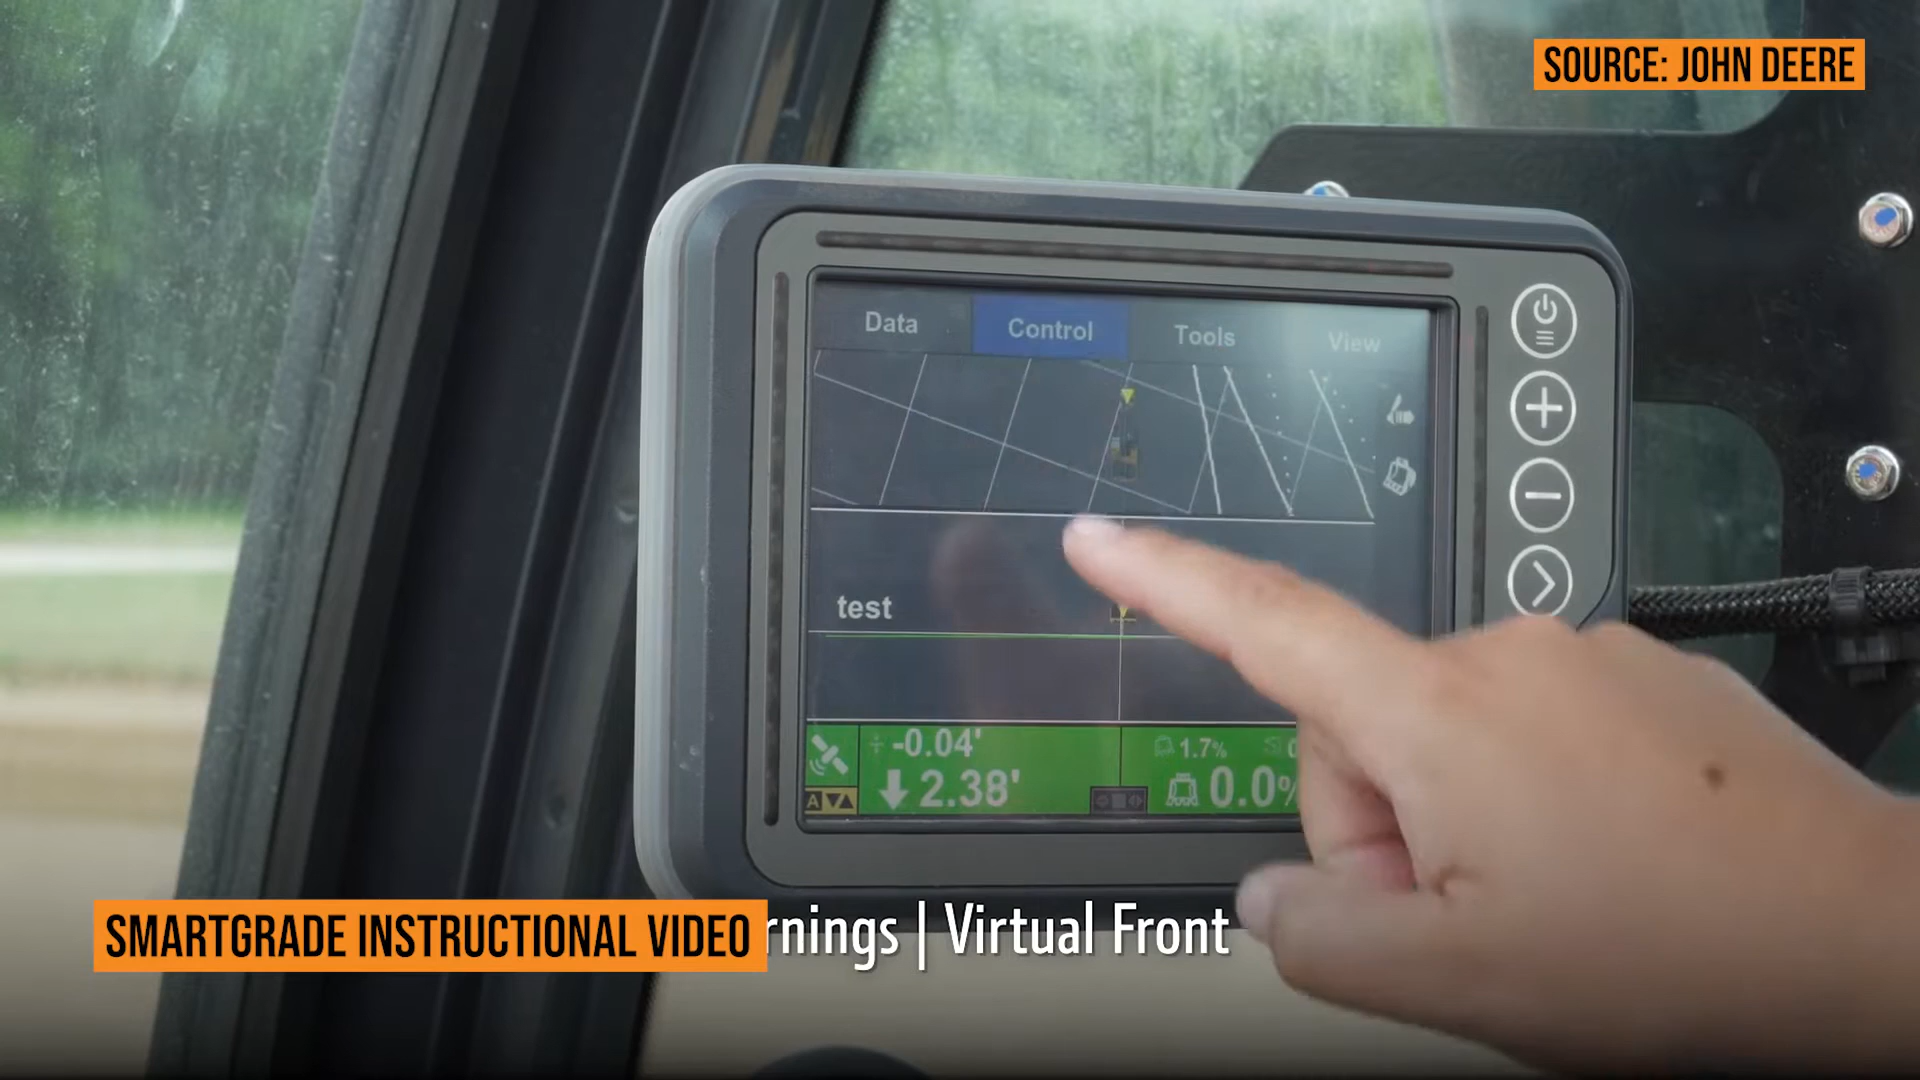 SOURCE: JOHN DEERE
Data Control Tools View
test
-0.04'
1.7%
2.38'
0.0%
A
SMARTGRADE INSTRUCTIONAL VIDEO
| Virtual Front